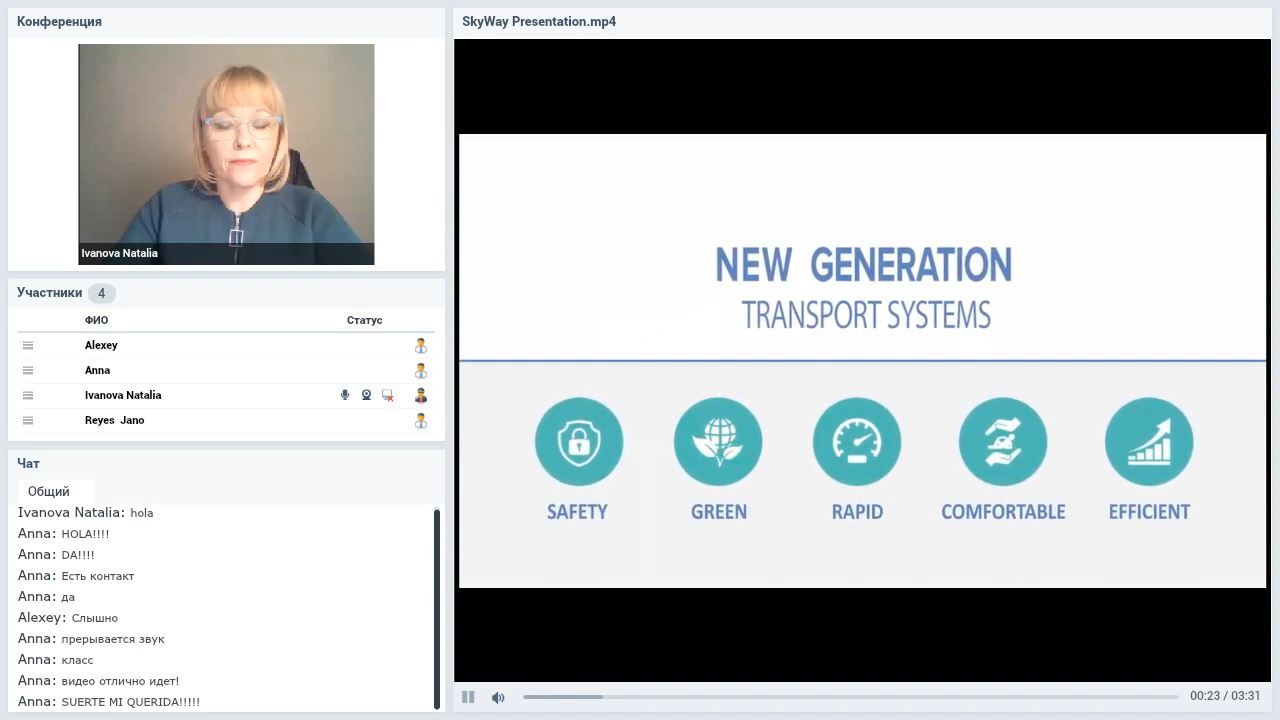 Конференция
Ivanova Natalia
Участники 4
ФИО Статус
Alexey
Anna
Ivanova Natalia
Reyes Jano
Чат
Общий
Ivanova Natalia: hola
Anna: HOLA!!!!
Anna: DA!!!!
Anna: Есть контакт
Anna: да
Alexey: Слышно
Anna: прерывается звук
Anna: класс
Anna: видео отлично идет!
Anna: SUERTE MI QUERIDA!!!!!
SkyWay Presentation.mp4
NEW GENERATION
TRANSPORT SYSTEMS
SAFETY GREEN RAPID COMFORTABLE EFFICIENT
00:23 / 03:31